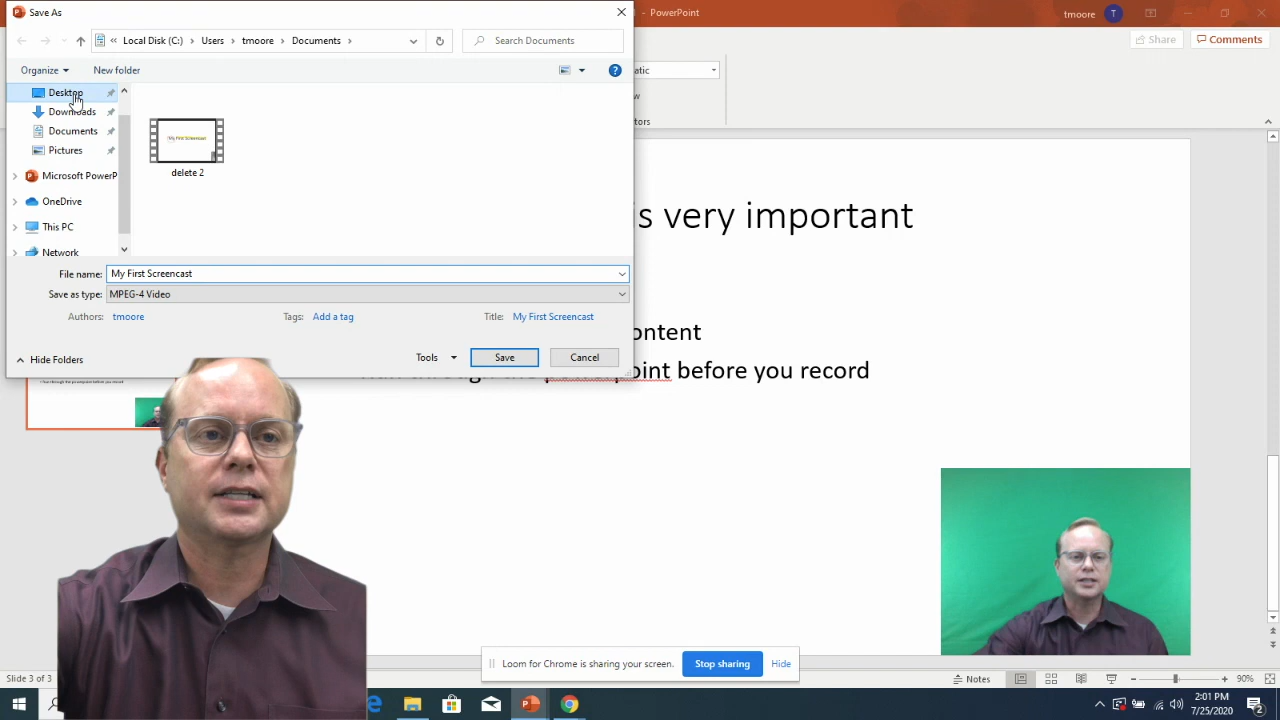 Save As
PowerPoint
tmoore
T
Local Disk (C:)
Users
tmoore
Documents
Search Documents
Share
Comments
Organize
New folder
Desktop
Downloads
Documents
Pictures
Microsoft PowerP
OneDrive
This PC
Network
My First Screencast
delete 2
s very important
ontent
point before you record
File name:
My First Screencast
Save as type:
MPEG-4 Video
Authors:
tmoore
Tags:
Add a tag
Title:
My First Screencast
Hide Folders
Tools
Save
Cancel
Loom for Chrome is sharing your screen.
Stop sharing
Hide
Slide 3 of 3
Notes
90%
2:01 PM
7/25/2020
2